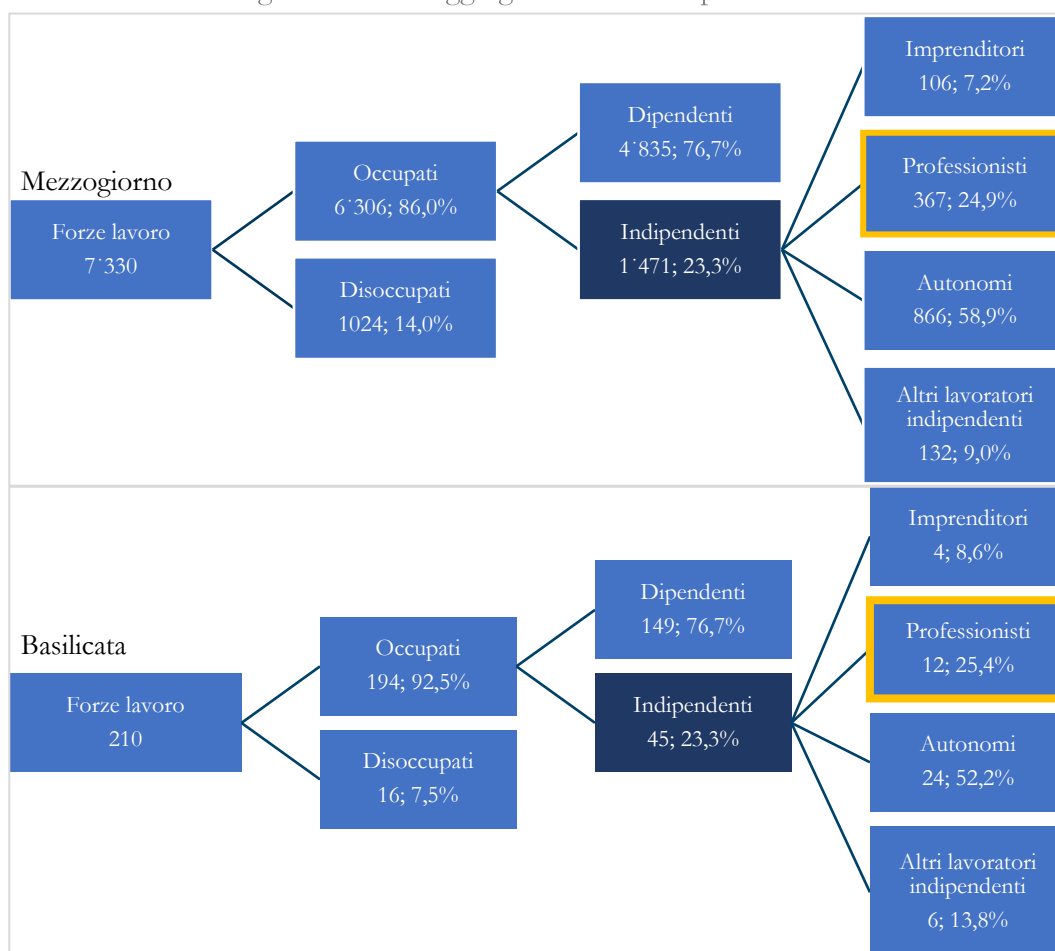 Mezzogiorno
Forze lavoro
7˙330
Occupati
6˙306; 86,0%
Disoccupati
1024; 14,0%
Dipendenti
4˙835; 76,7%
Indipendenti
1˙471; 23,3%
Imprenditori
106; 7,2%
Professionisti
367; 24,9%
Autonomi
866; 58,9%
Altri lavoratori
indipendenti
132; 9,0%
Basilicata
Forze lavoro
210
Occupati
194; 92,5%
Disoccupati
16; 7,5%
Dipendenti
149; 76,7%
Indipendenti
45; 23,3%
Imprenditori
4; 8,6%
Professionisti
12; 25,4%
Autonomi
24; 52,2%
Altri lavoratori
indipendenti
6; 13,8%